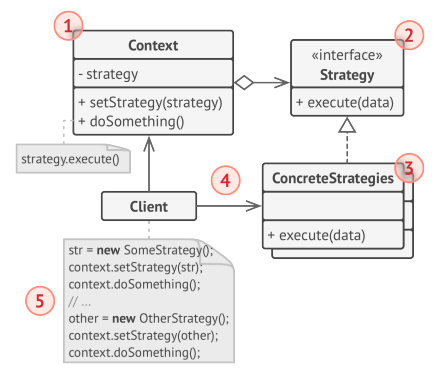 1
Context
- strategy
+ setStrategy(strategy)
+ doSomething()
2
«interface»
Strategy
+ execute(data)
strategy.execute()
3
ConcreteStrategies
+ execute(data)
4
Client
5
str = new SomeStrategy();
context.setStrategy(str);
context.doSomething();
// ...
other = new OtherStrategy();
context.setStrategy(other);
context.doSomething();